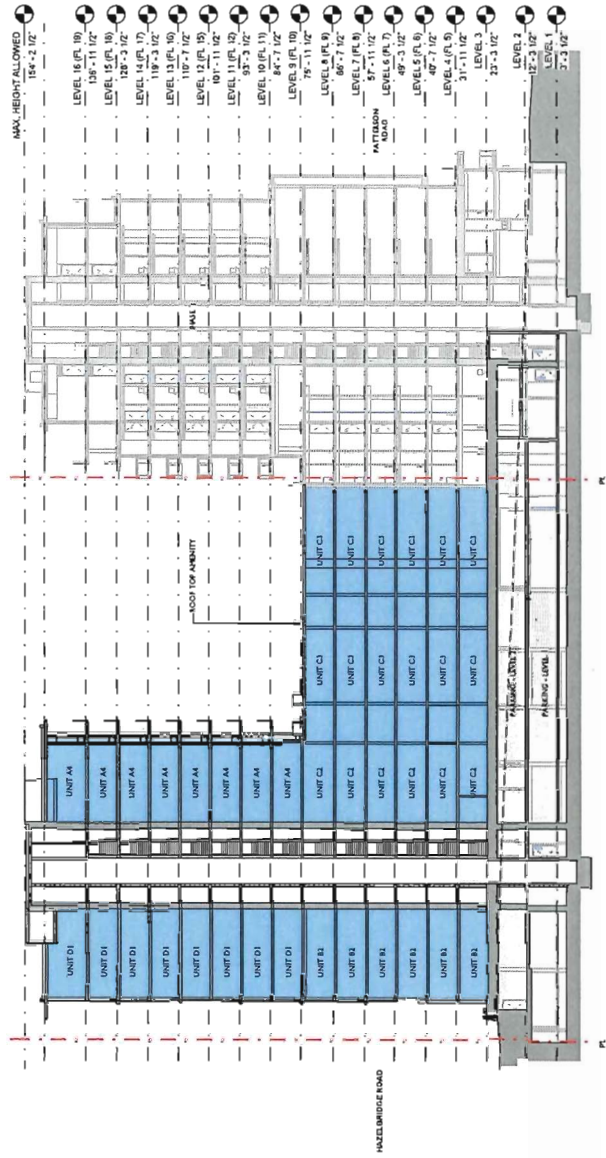 MAX. HEIGHT ALLOWED
154' - 2 1/2"
LEVEL 16 (FL 19)
136' - 11 1/2"
LEVEL 15 (FL 18)
128' - 3 1/2"
LEVEL 14 (FL 17)
119' - 3 1/2"
LEVEL 13 (FL 16)
110' - 7 1/2"
LEVEL 12 (FL 15)
101' - 11 1/2"
LEVEL 11 (FL 12)
93' - 3 1/2"
LEVEL 10 (FL 11)
84' - 7 1/2"
LEVEL 9 (FL 10)
75' - 11 1/2"
LEVEL 8 (FL 9)
66' - 7 1/2"
LEVEL 7 (FL 8)
57' - 11 1/2"
LEVEL 6 (FL 7)
49' - 3 1/2"
LEVEL 5 (FL 6)
40' - 7 1/2"
LEVEL 4 (FL 5)
31' - 11 1/2"
LEVEL 3
23' - 3 1/2"
LEVEL 2
12' - 3 1/2"
LEVEL 1
3' - 3 1/2"
PATTERSON
ROAD
PHASE 1
ROOF TOP AMENITY
UNIT D1 UNIT A4
UNIT D1 UNIT A4
UNIT D1 UNIT A4
UNIT D1 UNIT A4
UNIT D1 UNIT A4
UNIT D1 UNIT A4
UNIT D1 UNIT A4
UNIT D1 UNIT A4
UNIT B2 UNIT C2 UNIT C3 UNIT C3
UNIT B2 UNIT C2 UNIT C3 UNIT C3
UNIT B2 UNIT C2 UNIT C3 UNIT C3
UNIT B2 UNIT C2 UNIT C3 UNIT C3
UNIT B2 UNIT C2 UNIT C3 UNIT C3
UNIT B2 UNIT C2 UNIT C3 UNIT C3
PARKING - LEVEL 2
PARKING - LEVEL
HAZELBRIDGE ROAD
PL
PL